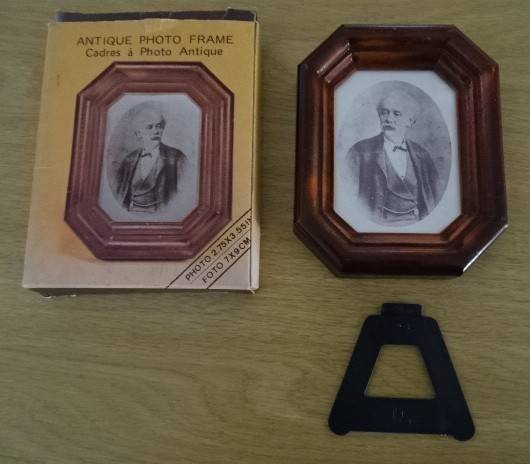 ANTIQUE PHOTO FRAME
Cadres à Photo Antique
PHOTO 2.75X3.55IN
FOTO 7X9CM